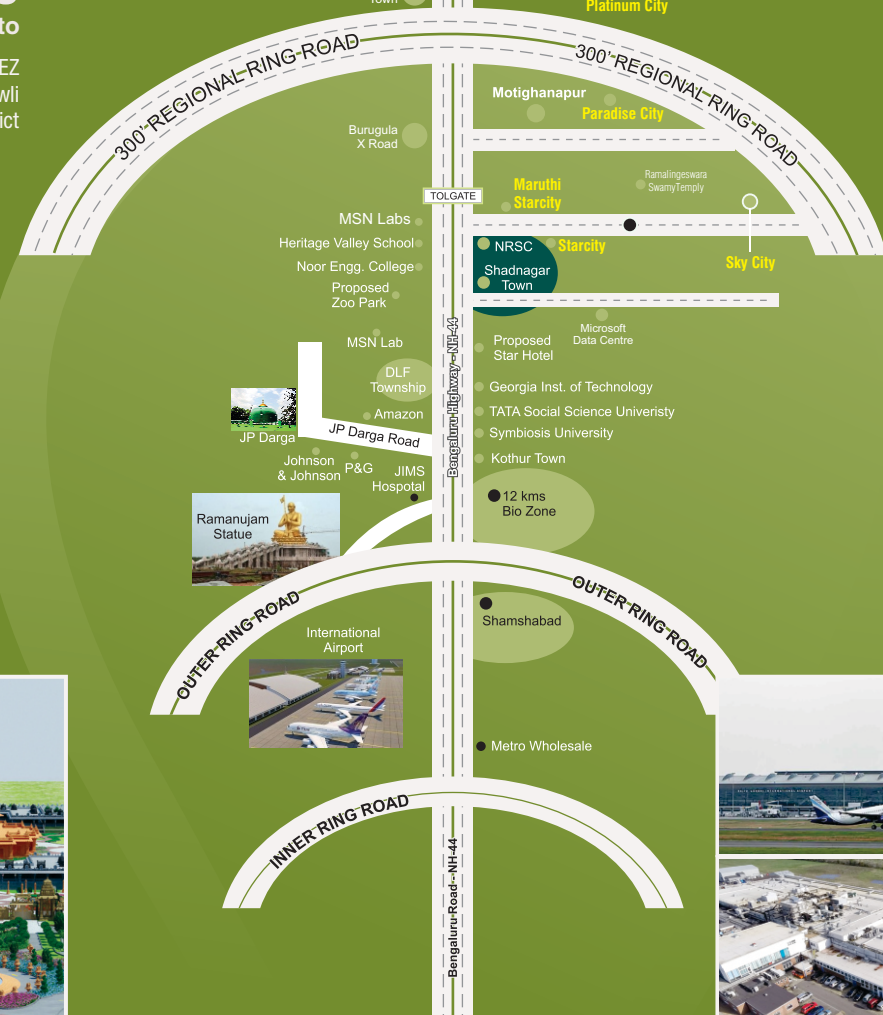 to
EZ
wli
ict
Town
Platinum City
300' REGIONAL RING ROAD
300' REGIONAL RING ROAD
Motighanapur
Paradise City
Burugula
X Road
Ramalingeswara
SwamyTemply
Maruthi
Starcity
TOLGATE
MSN Labs
Heritage Valley School
NRSC
Starcity
Sky City
Noor Engg. College
Shadnagar
Town
Proposed
Zoo Park
Microsoft
Data Centre
MSN Lab
Proposed
Star Hotel
Bengaluru Highway - NH-44
DLF
Township
Georgia Inst. of Technology
Amazon
TATA Social Science Univeristy
JP Darga
JP Darga Road
Symbiosis University
Johnson
& Johnson
P&G
JIMS
Hospotal
Kothur Town
12 kms
Bio Zone
Ramanujam
Statue
OUTER RING ROAD
OUTER RING ROAD
Shamshabad
International
Airport
Metro Wholesale
INNER RING ROAD
Bengaluru Road - NH-44